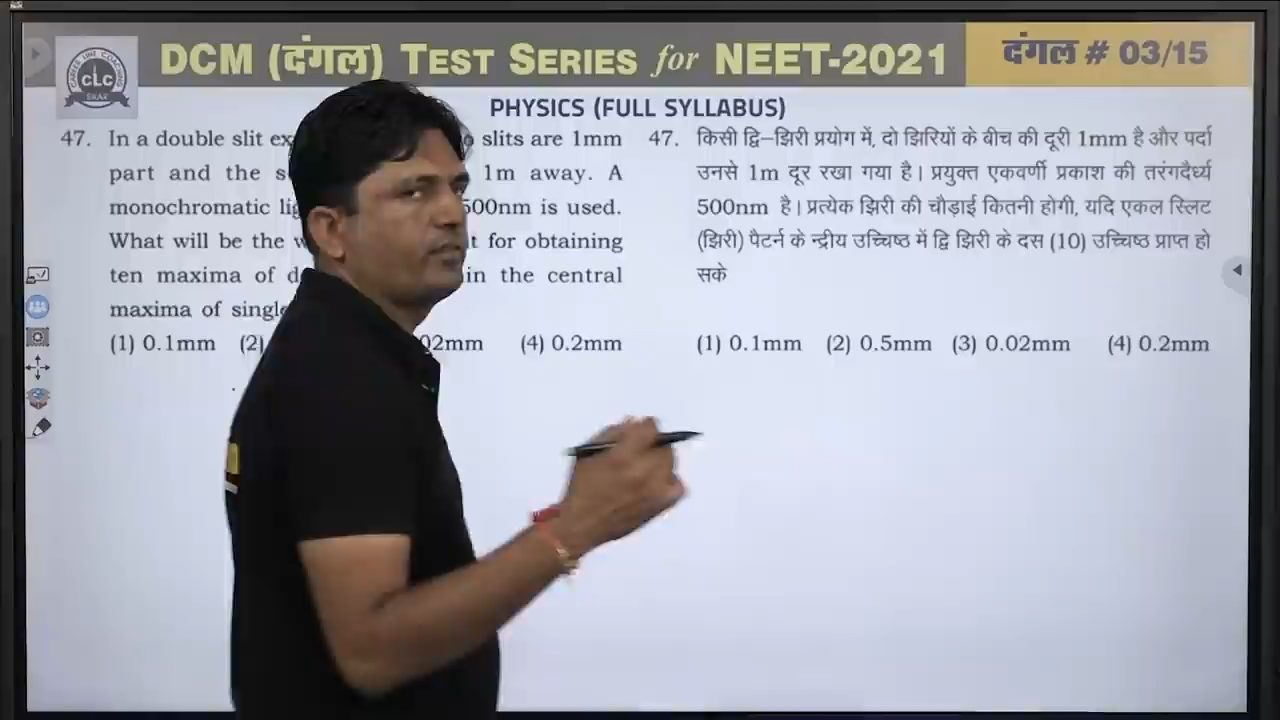 DCM (दंगल) TEST SERIES for NEET-2021
दंगल # 03/15
CLC
SIKAR
PHYSICS (FULL SYLLABUS)
47. In a double slit slits are 1mm
part and the 1m away. A
monochromatic 500nm is used.
What will be the for obtaining
ten maxima of in the central
maxima of
(1) 0.1mm (2) (4) 0.2mm
47. किसी द्वि–झिरी प्रयोग में, दो झिरियों के बीच की दूरी 1mm है और पर्दा
उनसे 1m दूर रखा गया है। प्रयुक्त एकवर्णी प्रकाश की तरंगदैर्ध्य
500nm है। प्रत्येक झिरी की चौड़ाई कितनी होगी, यदि एकल स्लिट
(झिरी) पैटर्न के न्द्रीय उच्चिष्ठ में द्वि झिरी के दस (10) उच्चिष्ठ प्राप्त हो
सके
(1) 0.1mm (2) 0.5mm (3) 0.02mm (4) 0.2mm